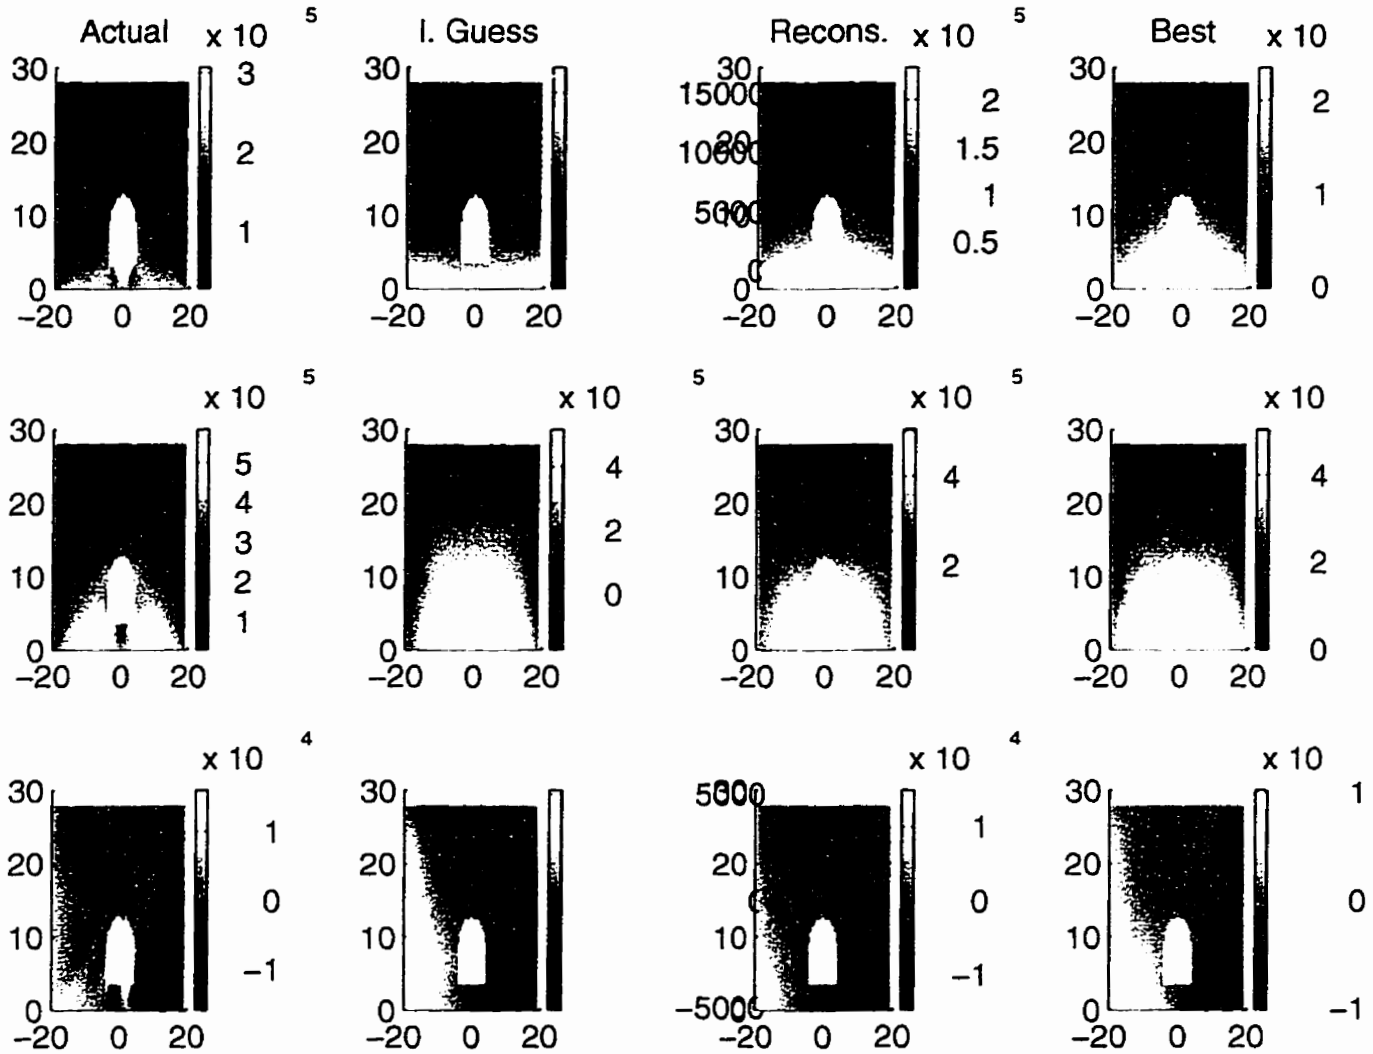 Actual x 10 5 I. Guess Recons. x 10 5 Best x 10
30 3 30 30 15000 2 30 2
20 2 20 20 10000 1.5 20
10 1 10 5000 1 10 1
0.5
0 0 0 0 0 0
−20 0 20 −20 0 20 −20 0 20 −20 0 20
x 10 5 x 10 5 x 10 5 x 10
30 5 30 4 30 4 30 4
20 4 20 20 20
3 2
10 2 10 10 2 10 2
1 0
0 0 0 0 0
−20 0 20 −20 0 20 −20 0 20 −20 0 20
x 10 4 x 10 4 x 10
30 30 5000 30 30 1
1 1
20 20 20 20
0 0 0 0
10 10 10 10
−1 −1
0 0 −5000 0 0 −1
−20 0 20 −20 0 20 −20 0 20 −20 0 20